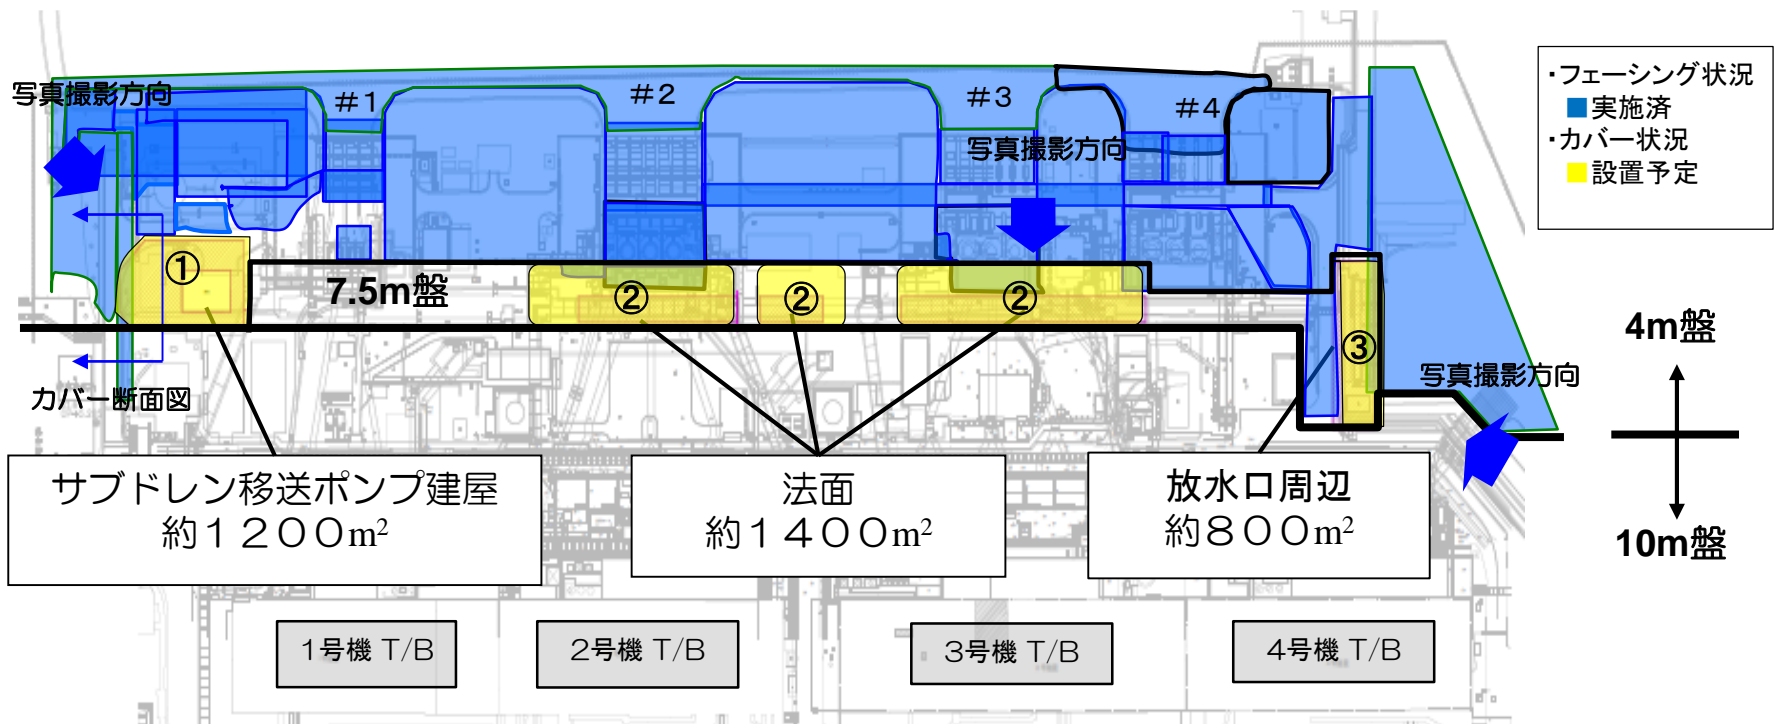 写真撮影方向
#1
#2
#3
#4
写真撮影方向
・フェーシング状況
■実施済
・カバー状況
■設置予定
①
7.5m盤
②
②
②
③
4m盤
10m盤
写真撮影方向
カバー断面図
サブドレン移送ポンプ建屋
約1200m²
法面
約1400m²
放水口周辺
約800m²
1号機 T/B
2号機 T/B
3号機 T/B
4号機 T/B